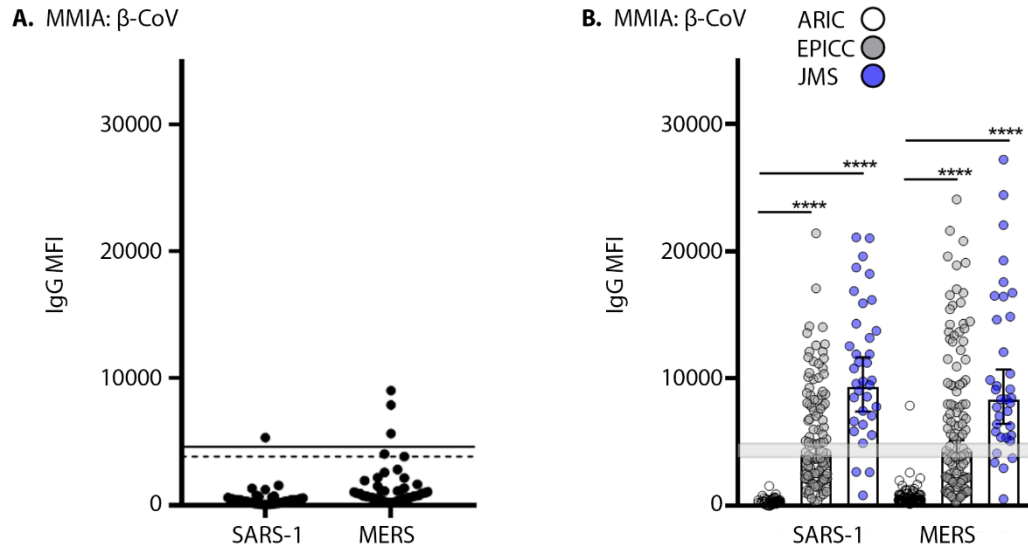 A. MMIA: β-CoV
IgG MFI
30000
20000
10000
0
SARS-1 MERS
B. MMIA: β-CoV
ARIC
EPICC
JMS
IgG MFI
30000
20000
10000
0
****
****
****
****
SARS-1 MERS